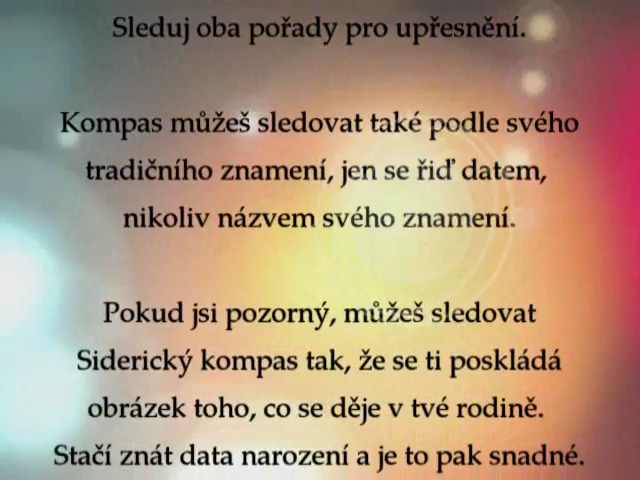 Sleduj oba pořady pro upřesnění.
Kompas můžeš sledovat také podle svého
tradičního znamení, jen se řiď datem,
nikoliv názvem svého znamení.
Pokud jsi pozorný, můžeš sledovat
Siderický kompas tak, že se ti poskládá
obrázek toho, co se děje v tvé rodině.
Stačí znát data narození a je to pak snadné.